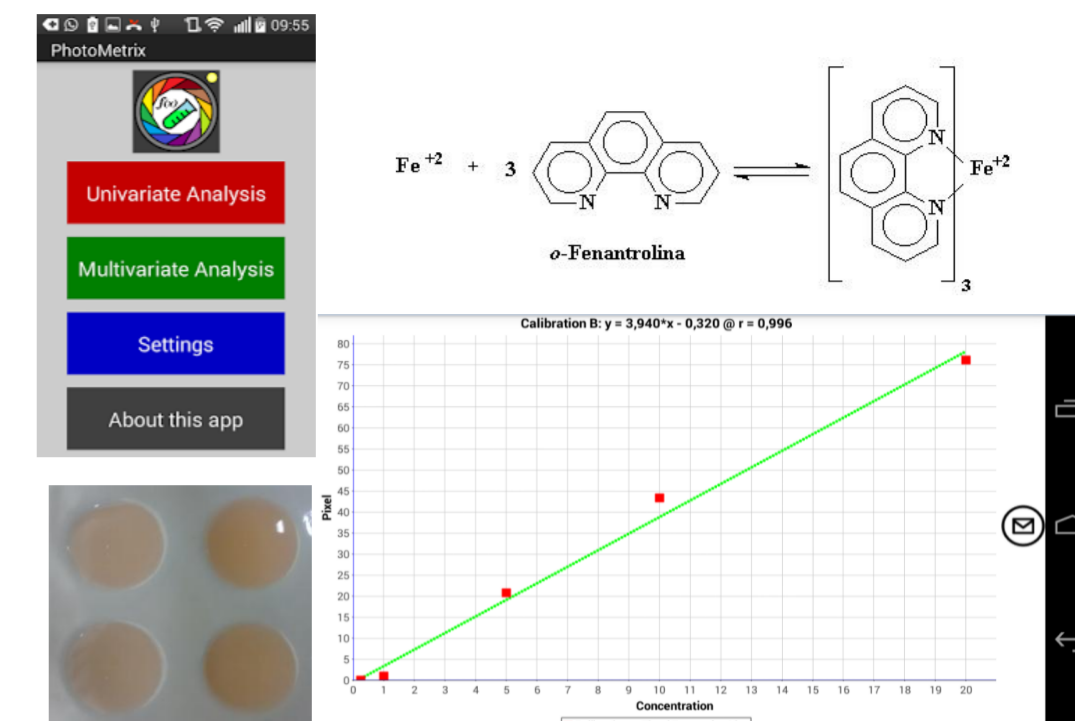 09:55
PhotoMetrix
foo
Univariate Analysis
Multivariate Analysis
Settings
About this app
Fe +2 + 3
N N
o-Fenantrolina
N
N
Fe+2
3
Calibration B: y = 3,940*x - 0,320 @ r = 0,996
80
75
70
65
60
55
50
45
40
35
30
25
20
15
10
5
0
Pixel
0 1 2 3 4 5 6 7 8 9 10 11 12 13 14 15 16 17 18 19 20
Concentration